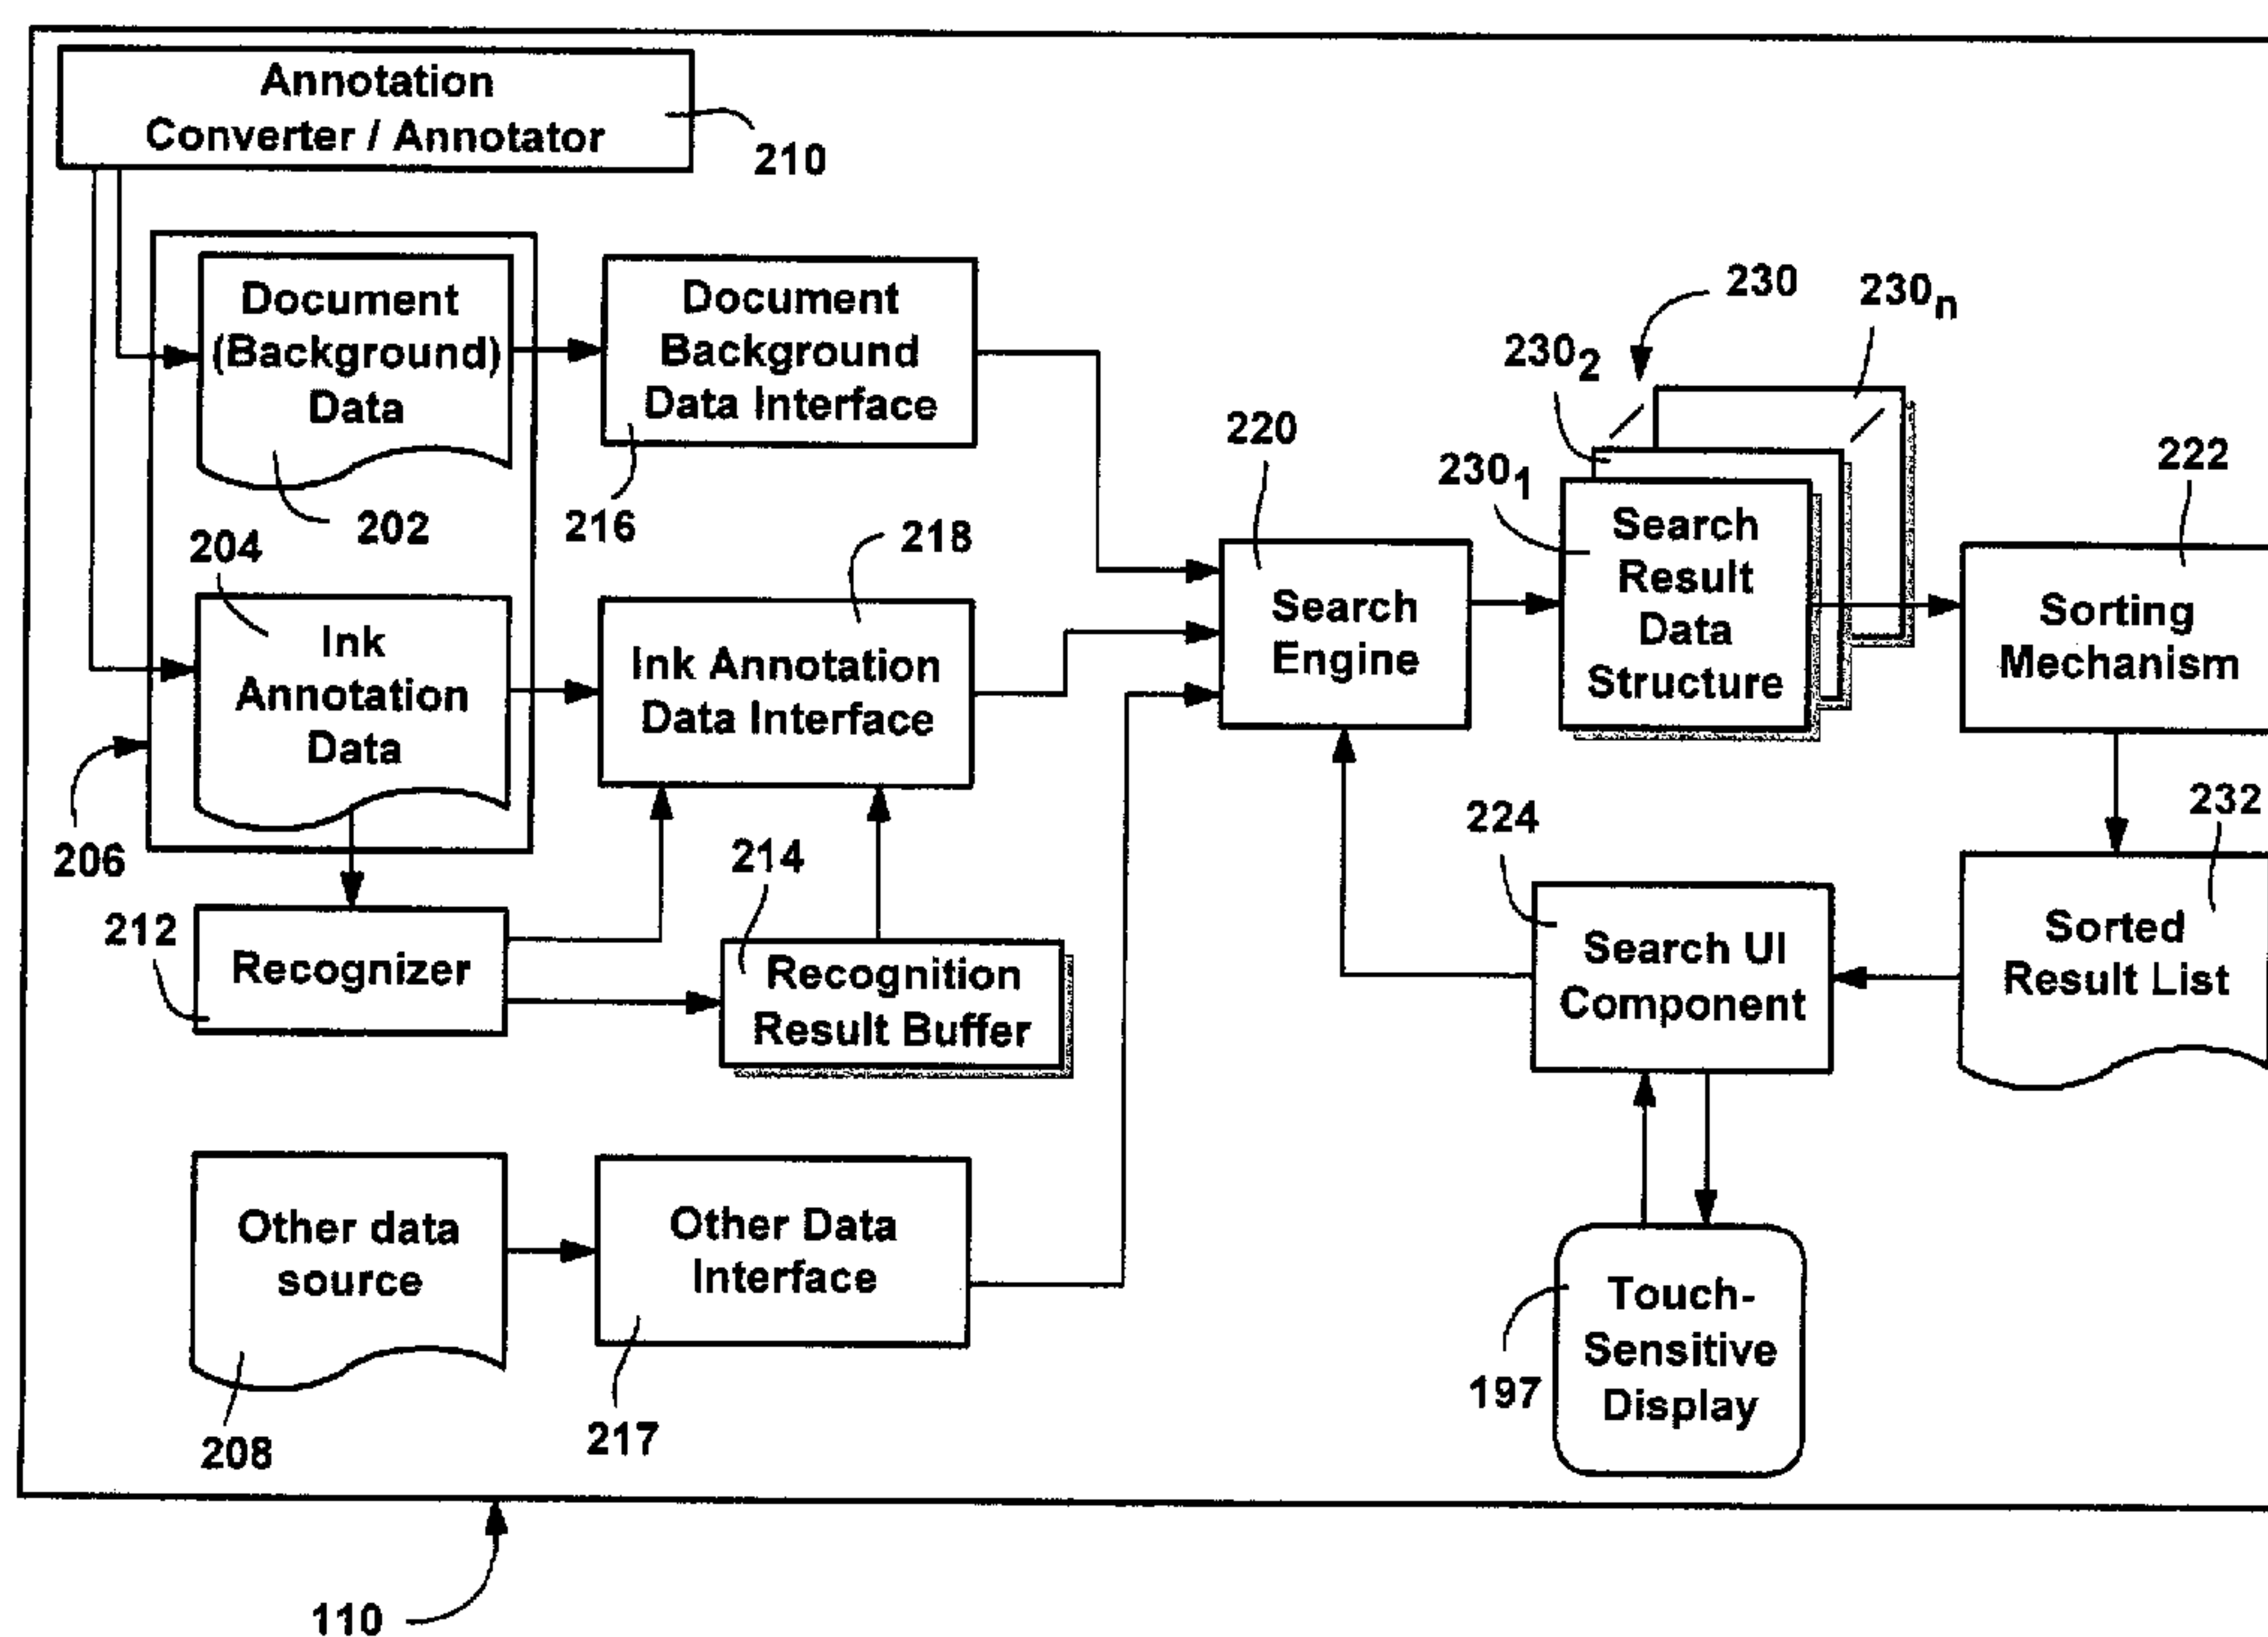 Annotation
Converter / Annotator
210
Document
(Background)
Data
202
Document
Background
Data Interface
216
204
Ink
Annotation
Data
206
218
Ink Annotation
Data Interface
212
Recognizer
214
Recognition
Result Buffer
Other data
source
208
Other Data
Interface
217
220
Search
Engine
230
230n
2302
2301
Search
Result
Data
Structure
222
Sorting
Mechanism
232
Sorted
Result List
224
Search UI
Component
197
Touch-
Sensitive
Display
110